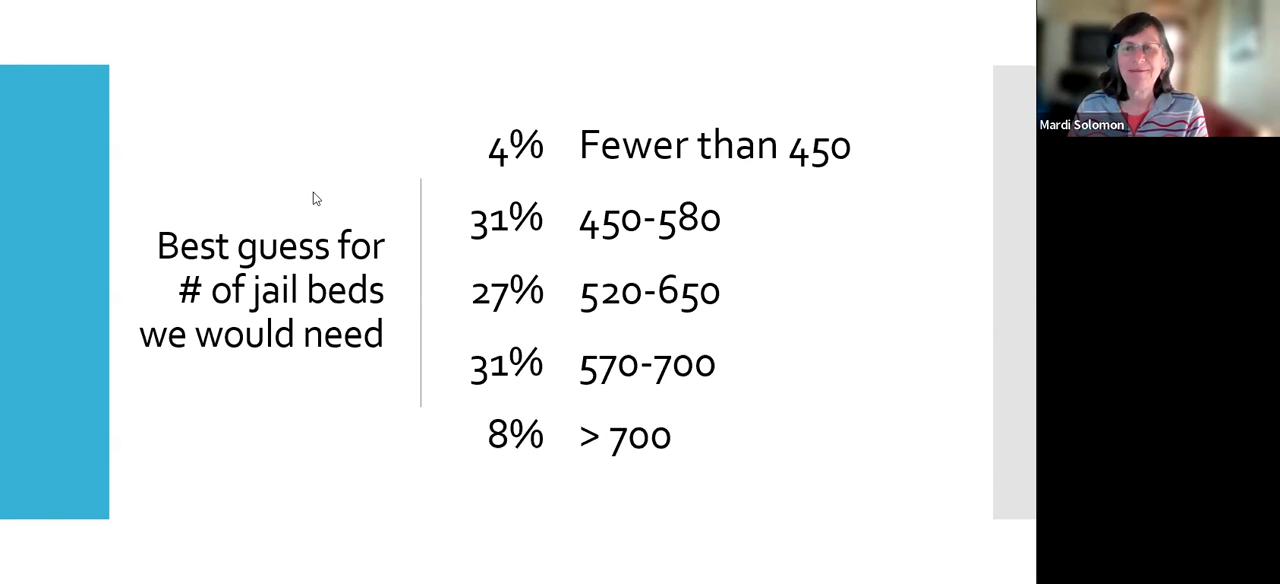 Best guess for
# of jail beds
we would need
4% Fewer than 450
31% 450-580
27% 520-650
31% 570-700
8% > 700
Mardi Solomon